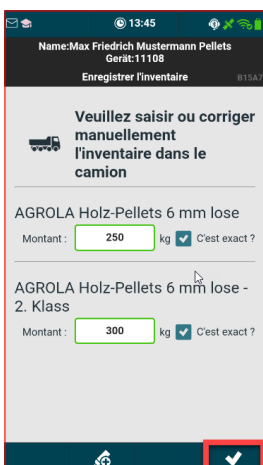 13:45
Name:Max Friedrich Mustermann Pellets
Gerät:11108
Enregistrer l'inventaire B15A7
Veuillez saisir ou corriger
manuellement
l'inventaire dans le
camion
AGROLA Holz-Pellets 6 mm lose
Montant : 250 kg C'est exact ?
AGROLA Holz-Pellets 6 mm lose -
2. Klass
Montant : 300 kg C'est exact ?